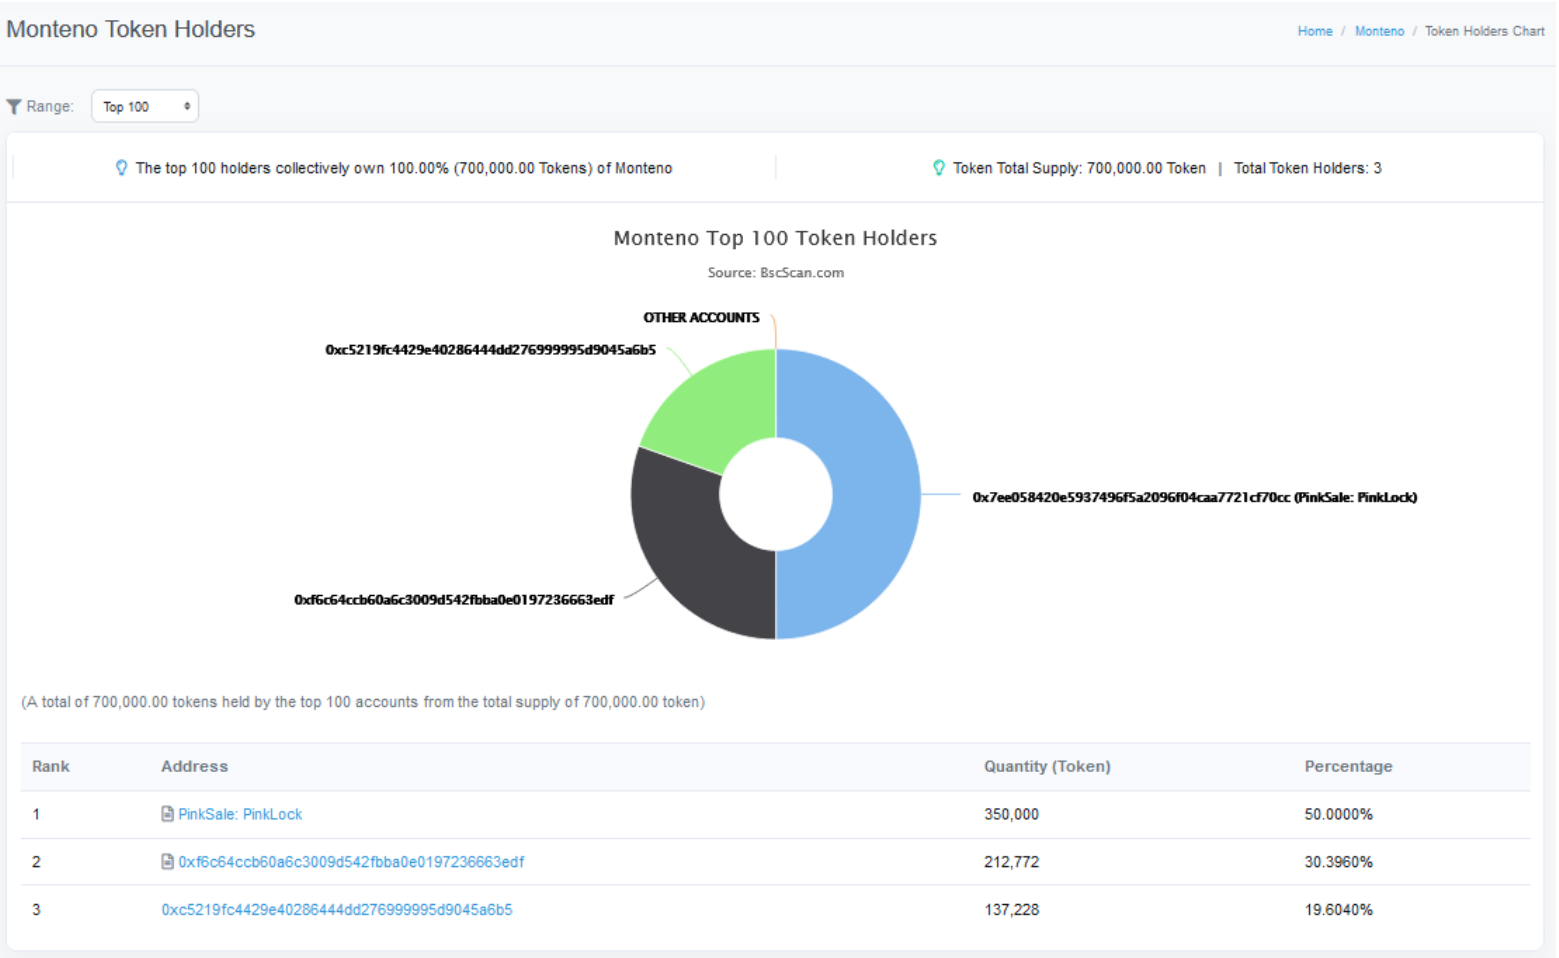 Monteno Token Holders
Home / Monteno / Token Holders Chart
Range: Top 100
The top 100 holders collectively own 100.00% (700,000.00 Tokens) of Monteno
Token Total Supply: 700,000.00 Token | Total Token Holders: 3
Monteno Top 100 Token Holders
Source: BscScan.com
OTHER ACCOUNTS
0xc5219fc4429e40286444dd276999995d9045a6b5
0x7ee058420e5937496f5a2096f04caa7721cf70cc (PinkSale: PinkLock)
0xf6c64ccb60a6c3009d542fbba0e0197236663edf
(A total of 700,000.00 tokens held by the top 100 accounts from the total supply of 700,000.00 token)
Rank Address Quantity (Token) Percentage
1 PinkSale: PinkLock 350,000 50.0000%
2 0xf6c64ccb60a6c3009d542fbba0e0197236663edf 212,772 30.3960%
3 0xc5219fc4429e40286444dd276999995d9045a6b5 137,228 19.6040%